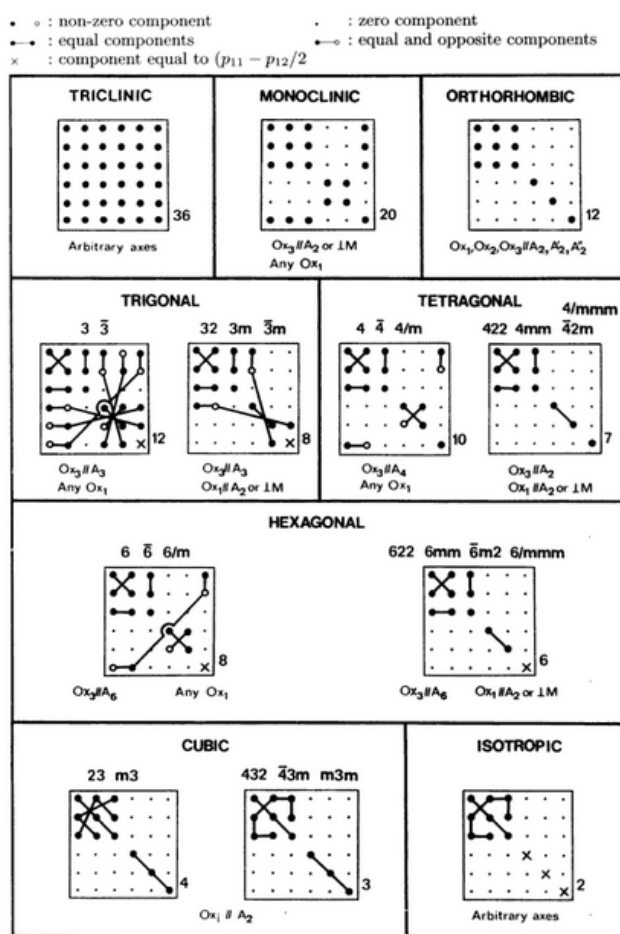 • ∘ : non-zero component · : zero component
•—• : equal components •—∘ : equal and opposite components
× : component equal to (p₁₁ − p₁₂/2
TRICLINIC
36
Arbitrary axes
MONOCLINIC
20
Ox₃//A₂ or ⊥M
Any Ox₁
ORTHORHOMBIC
12
Ox₁,Ox₂,Ox₃//A₂,A'₂,A''₂
TRIGONAL
3 3̄
12
Ox₃//A₃
Any Ox₁
32 3m 3̄m
8
Ox₃//A₃
Ox₁//A₂ or ⊥M
TETRAGONAL
4 4̄ 4/m
10
Ox₃//A₄
Any Ox₁
4/mmm
422 4mm 4̄2m
7
Ox₃//A₂
Ox₁//A₂ or ⊥M
HEXAGONAL
6 6̄ 6/m
8
Ox₃//A₆ Any Ox₁
622 6mm 6̄m2 6/mmm
6
Ox₃//A₆ Ox₁//A₂ or ⊥M
CUBIC
23 m3
4
432 4̄3m m3m
3
Oxᵢ // A₂
ISOTROPIC
2
Arbitrary axes